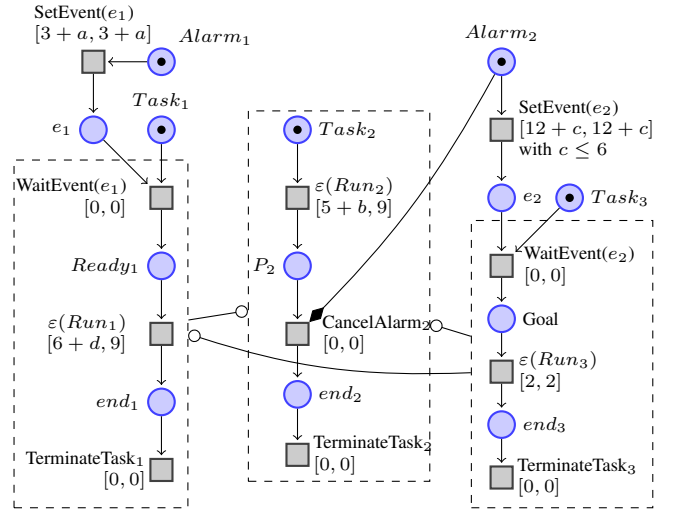 SetEvent(e₁)
[3 + a, 3 + a]
Alarm₁
Alarm₂
e₁
Task₁
Task₂
SetEvent(e₂)
[12 + c, 12 + c]
with c ≤ 6
WaitEvent(e₁)
[0, 0]
ε(Run₂)
[5 + b, 9]
e₂
Task₃
Ready₁
P₂
WaitEvent(e₂)
[0, 0]
Goal
ε(Run₁)
[6 + d, 9]
CancelAlarm₂
[0, 0]
ε(Run₃)
[2, 2]
end₁
end₂
end₃
TerminateTask₁
[0, 0]
TerminateTask₂
[0, 0]
TerminateTask₃
[0, 0]